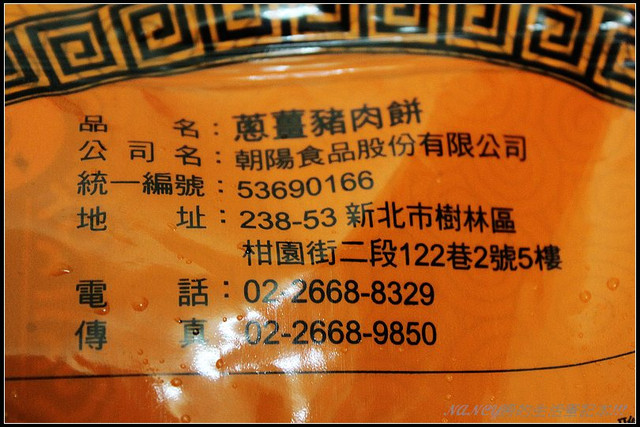 品 名：蔥薑豬肉餅
公 司 名：朝陽食品股份有限公司
統一編號：53690166
地 址：238-53 新北市樹林區
柑園街二段122巷2號5樓
電 話：02-2668-8329
傳 真：02-2668-9850